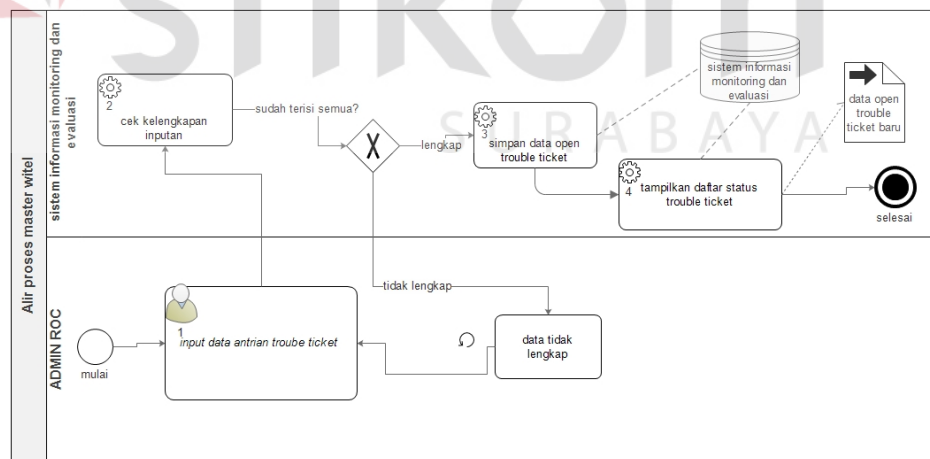 Alir proses master witel
sistem informasi monitoring dan
evaluasi
2
cek kelengkapan
inputan
sudah terisi semua?
X
lengkap
3
simpan data open
trouble ticket
sistem informasi
monitoring dan
evaluasi
data open
trouble
ticket baru
4
tampilkan daftar status
trouble ticket
selesai
SURABAYA
ADMIN ROC
mulai
1
input data antrian troube ticket
tidak lengkap
data tidak
lengkap